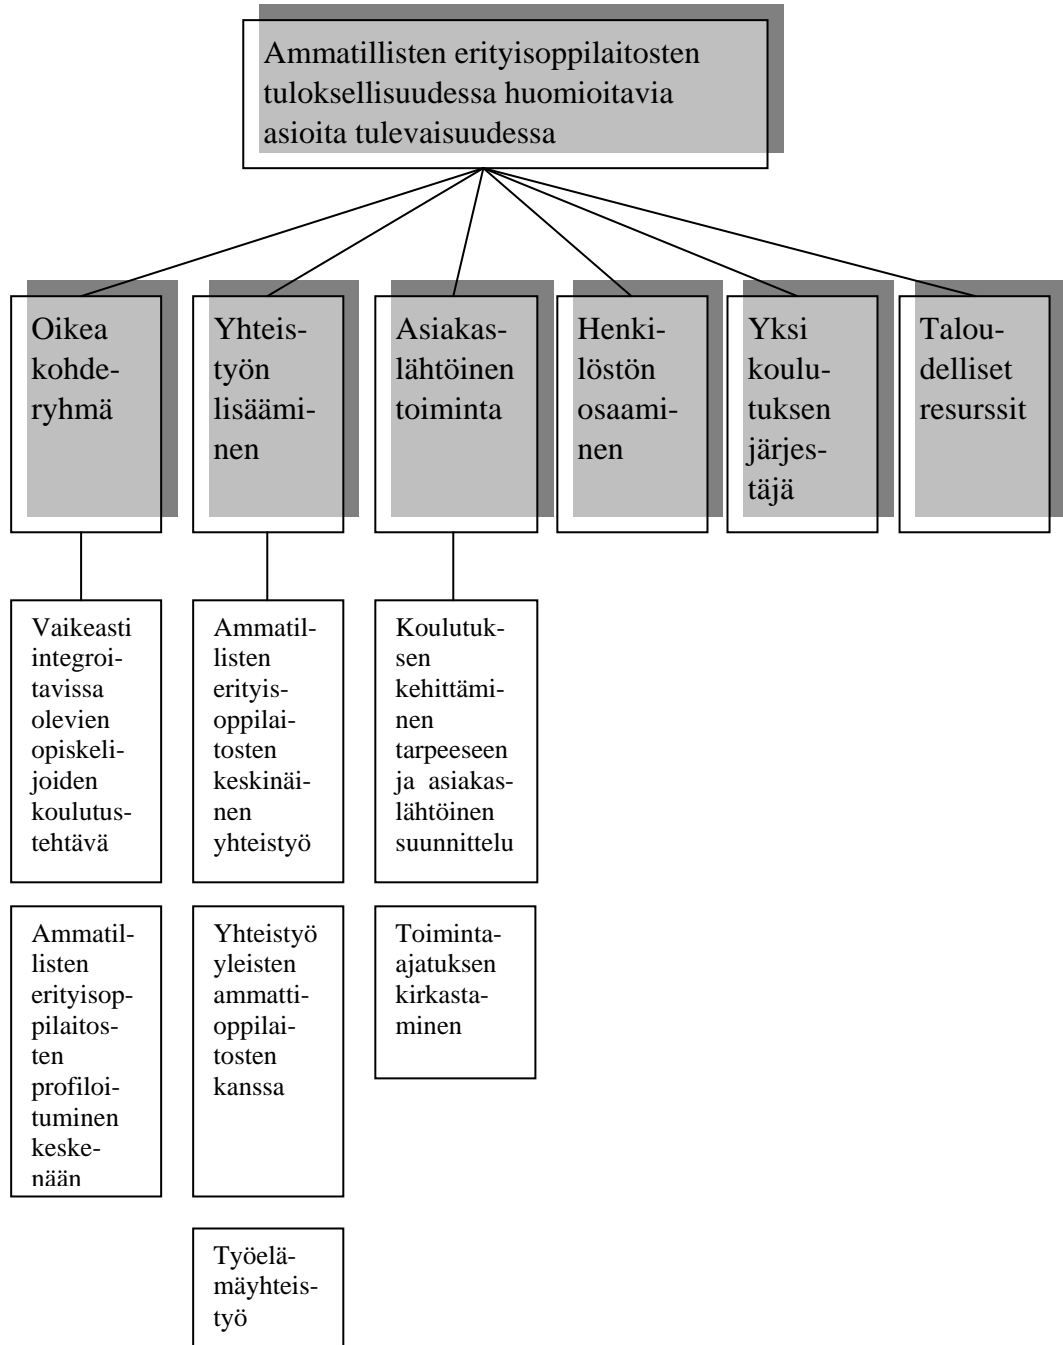 Ammatillisten erityisoppilaitosten
tuloksellisuudessa huomioitavia
asioita tulevaisuudessa
Oikea
kohde-
ryhmä
Yhteis-
työn
lisäämi-
nen
Asiakas-
lähtöinen
toiminta
Henki-
löstön
osaami-
nen
Yksi
koulu-
tuksen
järjes-
täjä
Talou-
delliset
resurssit
Vaikeasti
integroi-
tavissa
olevien
opiskeli-
joiden
koulutus-
tehtävä
Ammatil-
listen
erityis-
oppilai-
tosten
keskinäi-
nen
yhteistyö
Koulutuk-
sen
kehittämi-
nen
tarpeeseen
ja asiakas-
lähtöinen
suunnittelu
Ammatil-
listen
erityisop-
pilaitos-
ten
profiloi-
tuminen
keske-
nään
Yhteistyö
yleisten
ammatti-
oppilai-
tosten
kanssa
Toiminta-
ajatuksen
kirkasta-
minen
Työelä-
mäyhteis-
työ